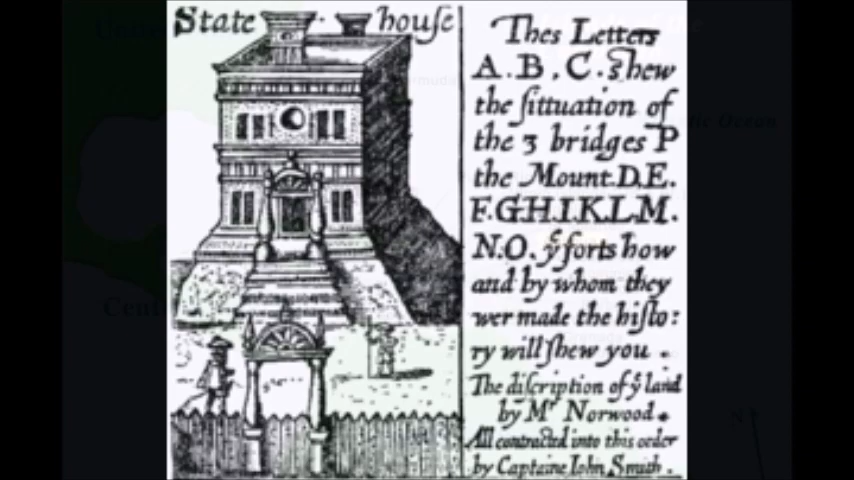 State house
Thes Letters
A.B.C. shew
the sittuation of
the 3 bridges P
the Mount.D.E.
F.G.H.I.K.L.M.
N.O. yᵉ forts how
and by whom they
wer made the histo:
ry will shew you .
The discription of yᵉ land
by Mʳ Norwood.
All contracted into this order
by Captaine Iohn Smith.